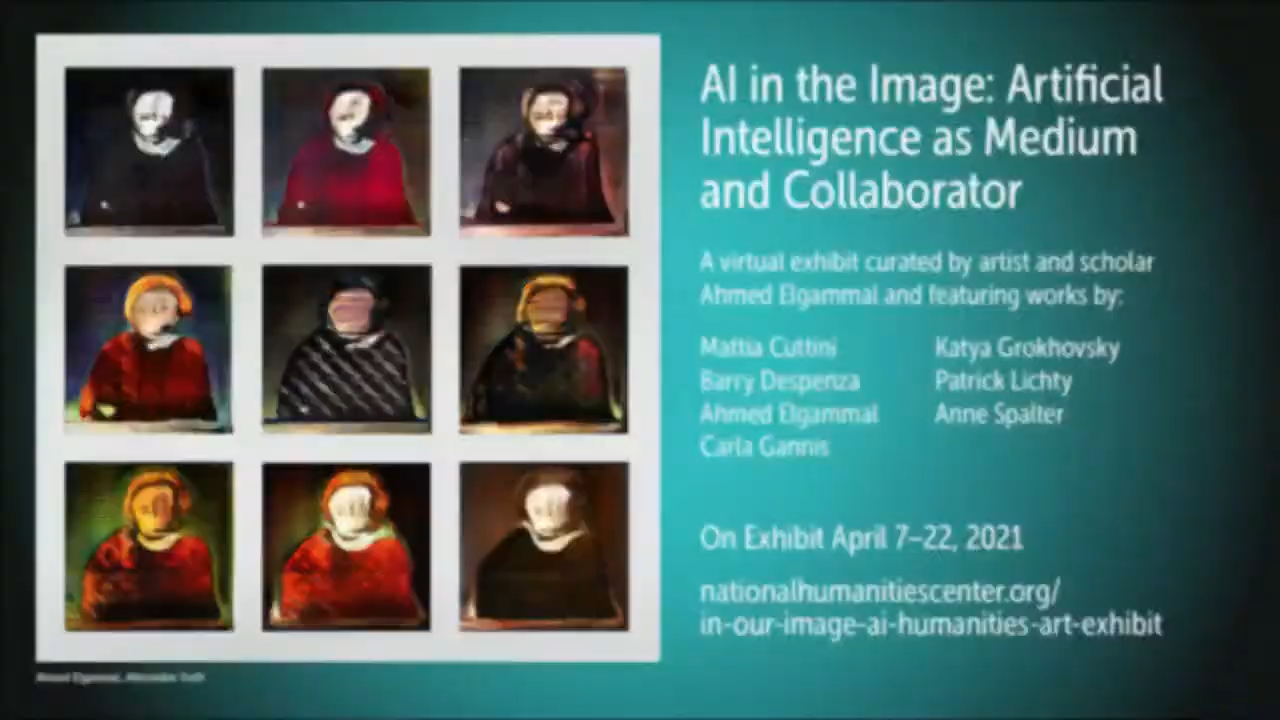 AI in the Image: Artificial
Intelligence as Medium
and Collaborator
A virtual exhibit curated by artist and scholar
Ahmed Elgammal and featuring works by:
Mattia Cuttini
Barry Despenza
Ahmed Elgammal
Carla Gannis
Katya Grokhovsky
Patrick Lichty
Anne Spalter
On Exhibit April 7–22, 2021
nationalhumanitiescenter.org/
in-our-image-ai-humanities-art-exhibit
Ahmed Elgammal,